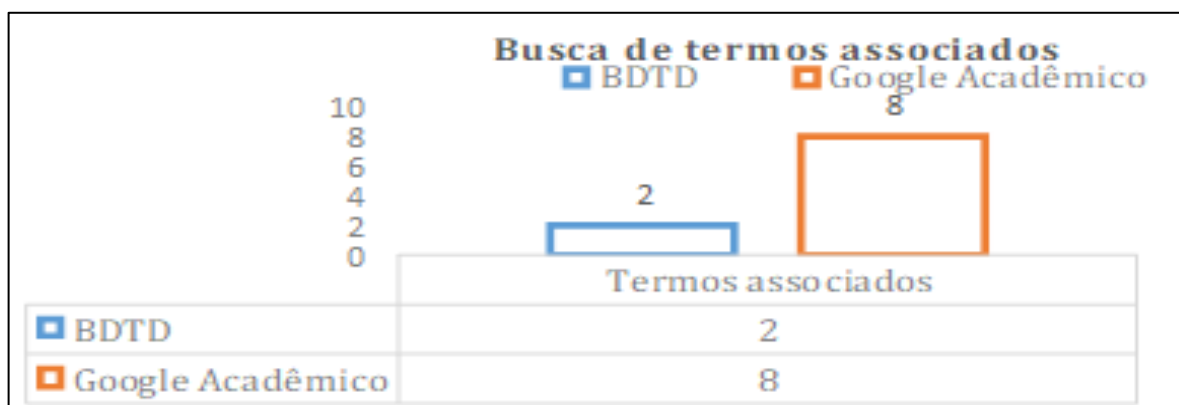 Busca de termos associados
BDTD Google Acadêmico
10
8
6
4
2
0
2
8
Termos associados
BDTD 2
Google Acadêmico 8